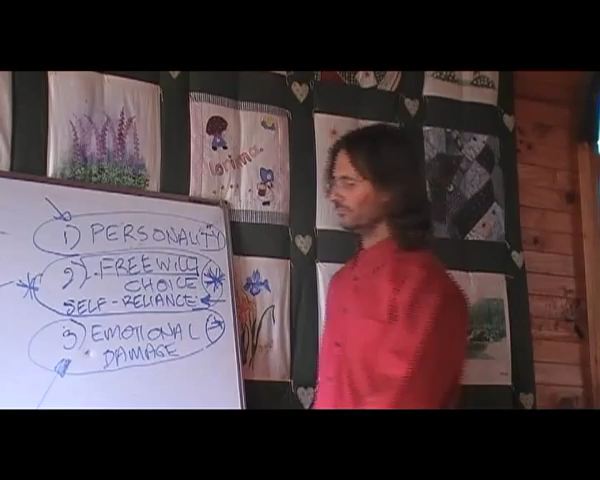 1) PERSONALITY
2) FREEWILL
CHOICE
SELF-RELIANCE
3) EMOTIONAL
DAMAGE